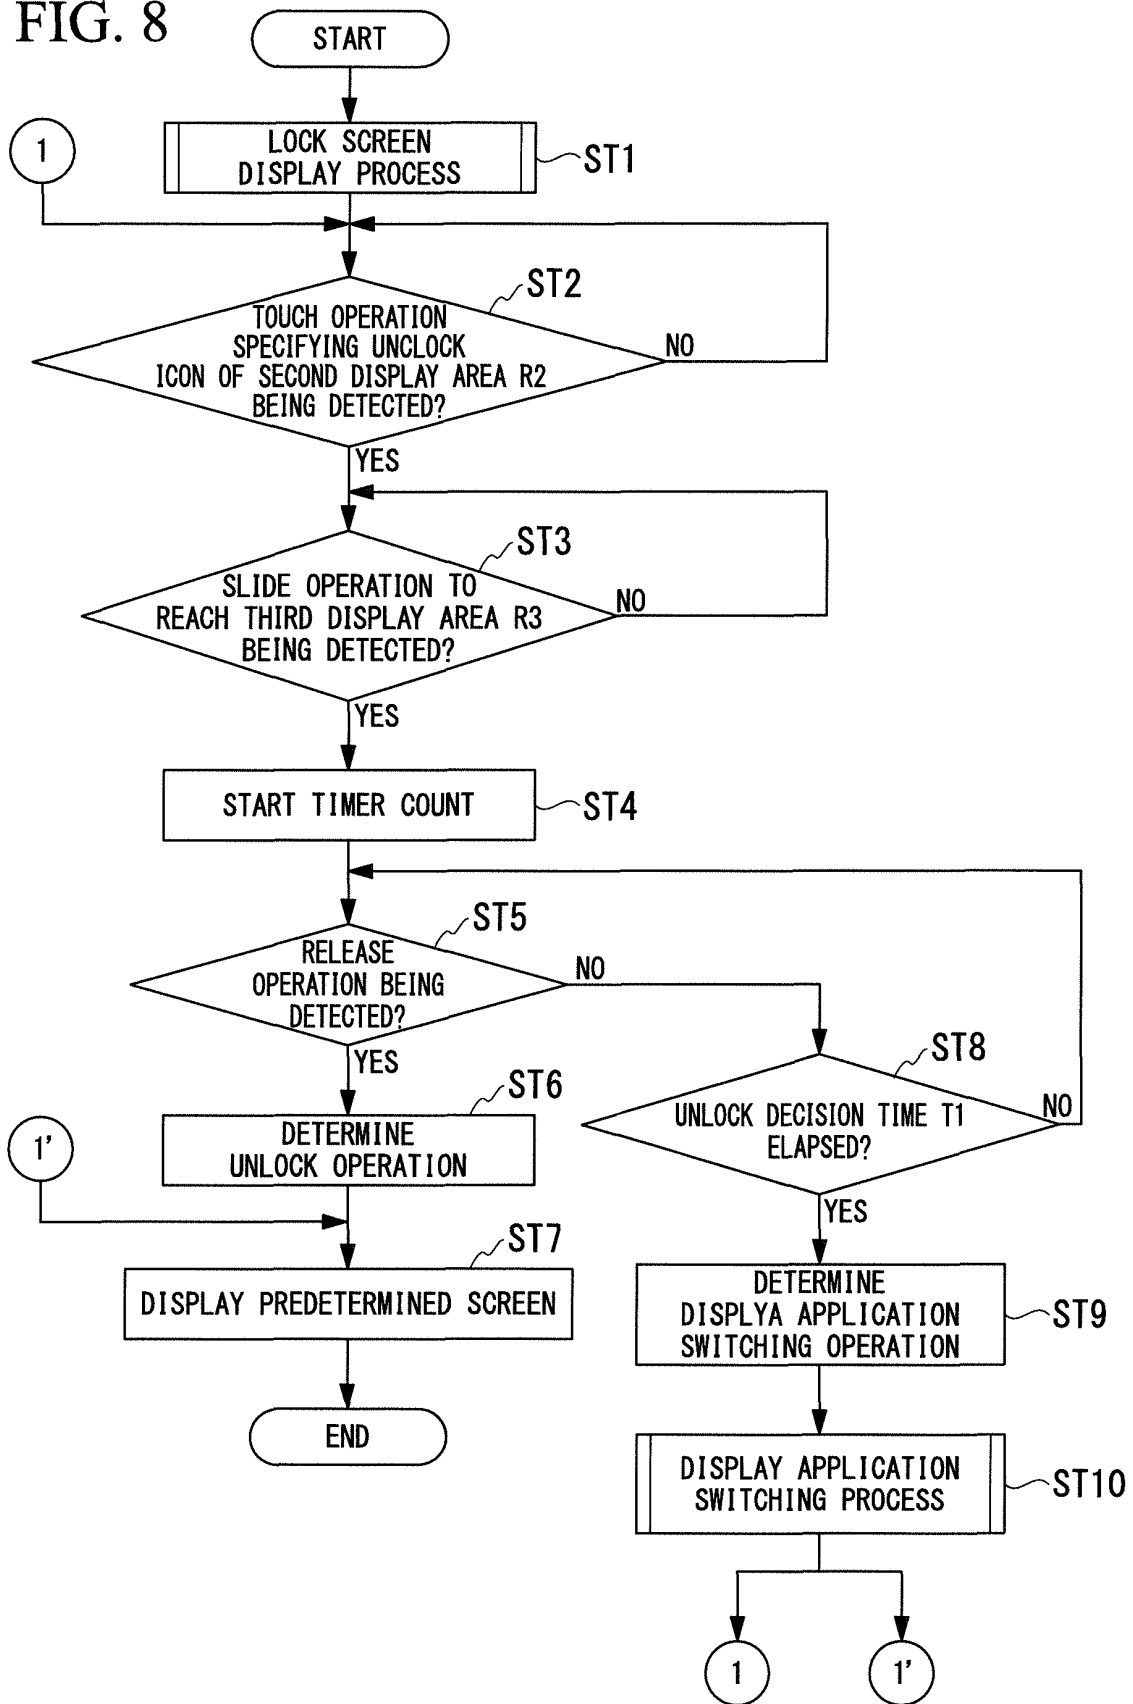 FIG. 8
START
LOCK SCREEN
DISPLAY PROCESS
ST1
1
TOUCH OPERATION
SPECIFYING UNCLOCK
ICON OF SECOND DISPLAY AREA R2
BEING DETECTED?
ST2
NO
YES
SLIDE OPERATION TO
REACH THIRD DISPLAY AREA R3
BEING DETECTED?
ST3
NO
YES
START TIMER COUNT
ST4
RELEASE
OPERATION BEING
DETECTED?
ST5
NO
YES
DETERMINE
UNLOCK OPERATION
ST6
1'
DISPLAY PREDETERMINED SCREEN
ST7
END
UNLOCK DECISION TIME T1
ELAPSED?
ST8
NO
YES
DETERMINE
DISPLYA APPLICATION
SWITCHING OPERATION
ST9
DISPLAY APPLICATION
SWITCHING PROCESS
ST10
1
1'